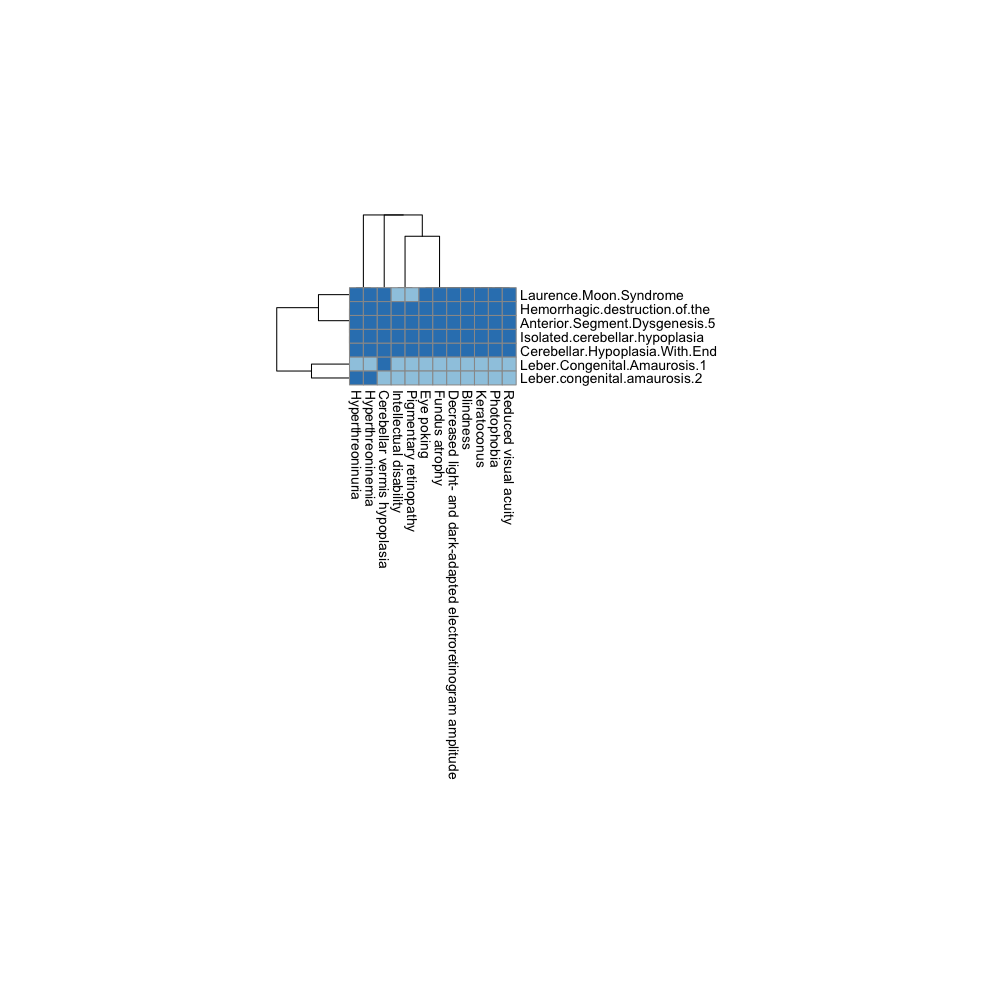 Laurence.Moon.Syndrome
Hemorrhagic.destruction.of.the
Anterior.Segment.Dysgenesis.5
Isolated.cerebellar.hypoplasia
Cerebellar.Hypoplasia.With.End
Leber.Congenital.Amaurosis.1
Leber.congenital.amaurosis.2
Hyperthreoninuria
Hyperthreoninemia
Cerebellar vermis hypoplasia
Intellectual disability
Pigmentary retinopathy
Eye poking
Fundus atrophy
Decreased light- and dark-adapted electroretinogram amplitude
Blindness
Keratoconus
Photophobia
Reduced visual acuity